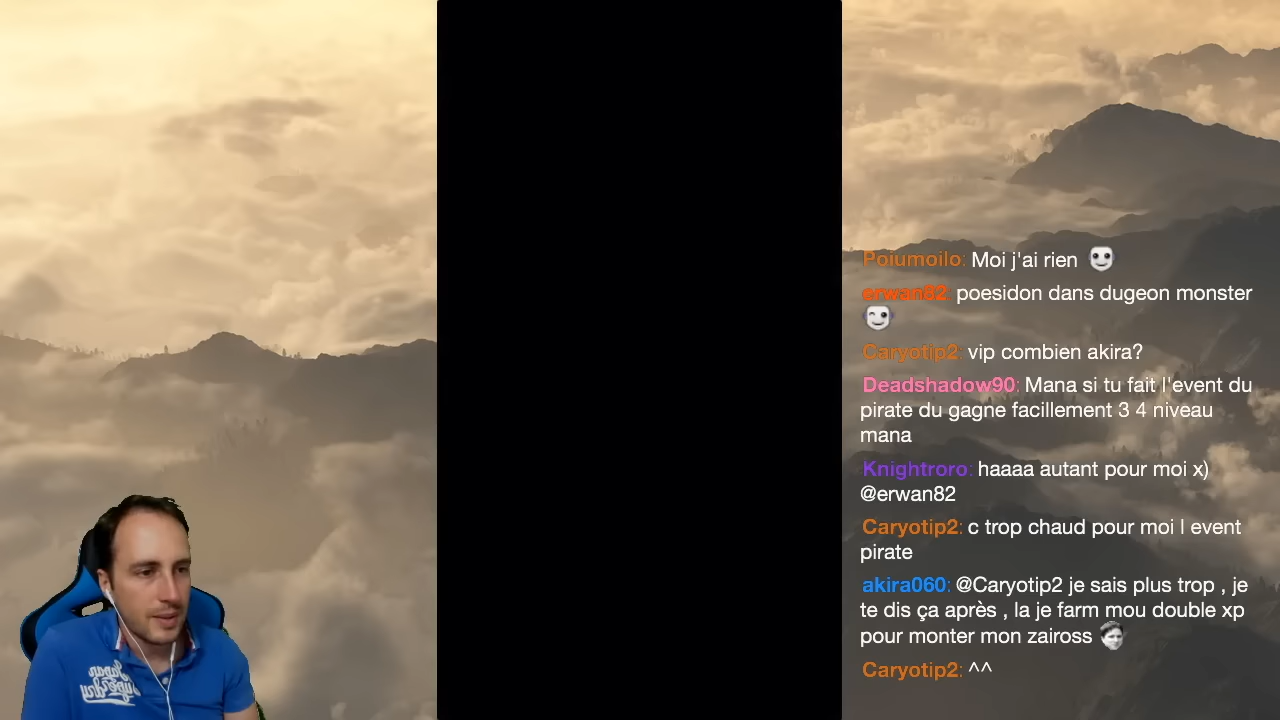 Poiumoilo: Moi j'ai rien
erwan82: poesidon dans dugeon monster
Caryotip2: vip combien akira?
Deadshadow90: Mana si tu fait l'event du
pirate du gagne facillement 3 4 niveau
mana
Knightroro: haaaa autant pour moi x)
@erwan82
Caryotip2: c trop chaud pour moi l event
pirate
akira060: @Caryotip2 je sais plus trop , je
te dis ça après , la je farm mou double xp
pour monter mon zaiross
Caryotip2: ^^
Japan
Superdry